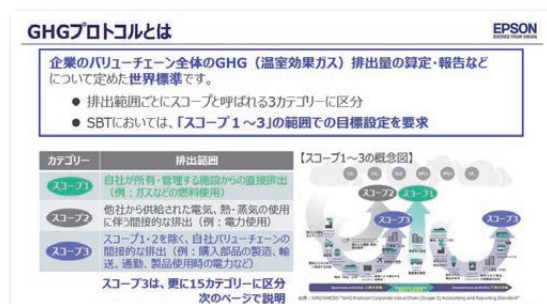 GHGプロトコルとは
EPSON
EXCEED YOUR VISION
企業のバリューチェーン全体のGHG（温室効果ガス）排出量の算定・報告など
について定めた世界標準です。
● 排出範囲ごとにスコープと呼ばれる3カテゴリーに区分
● SBTにおいては、「スコープ1～3」の範囲での目標設定を要求
カテゴリー 排出範囲
スコープ1 自社が所有・管理する施設からの直接排出
（例：ガスなどの燃料使用）
スコープ2 他社から供給された電気、熱・蒸気の使用
に伴う間接的な排出（例：電力使用）
スコープ3 スコープ1・2を除く、自社バリューチェーンの
間接的な排出（例：購入部品の製造、輸
送、通勤、製品使用時の電力など）
スコープ3は、更に15カテゴリーに区分
次のページで説明
【スコープ1～3の概念図】
スコープ2
スコープ1
スコープ3
スコープ3